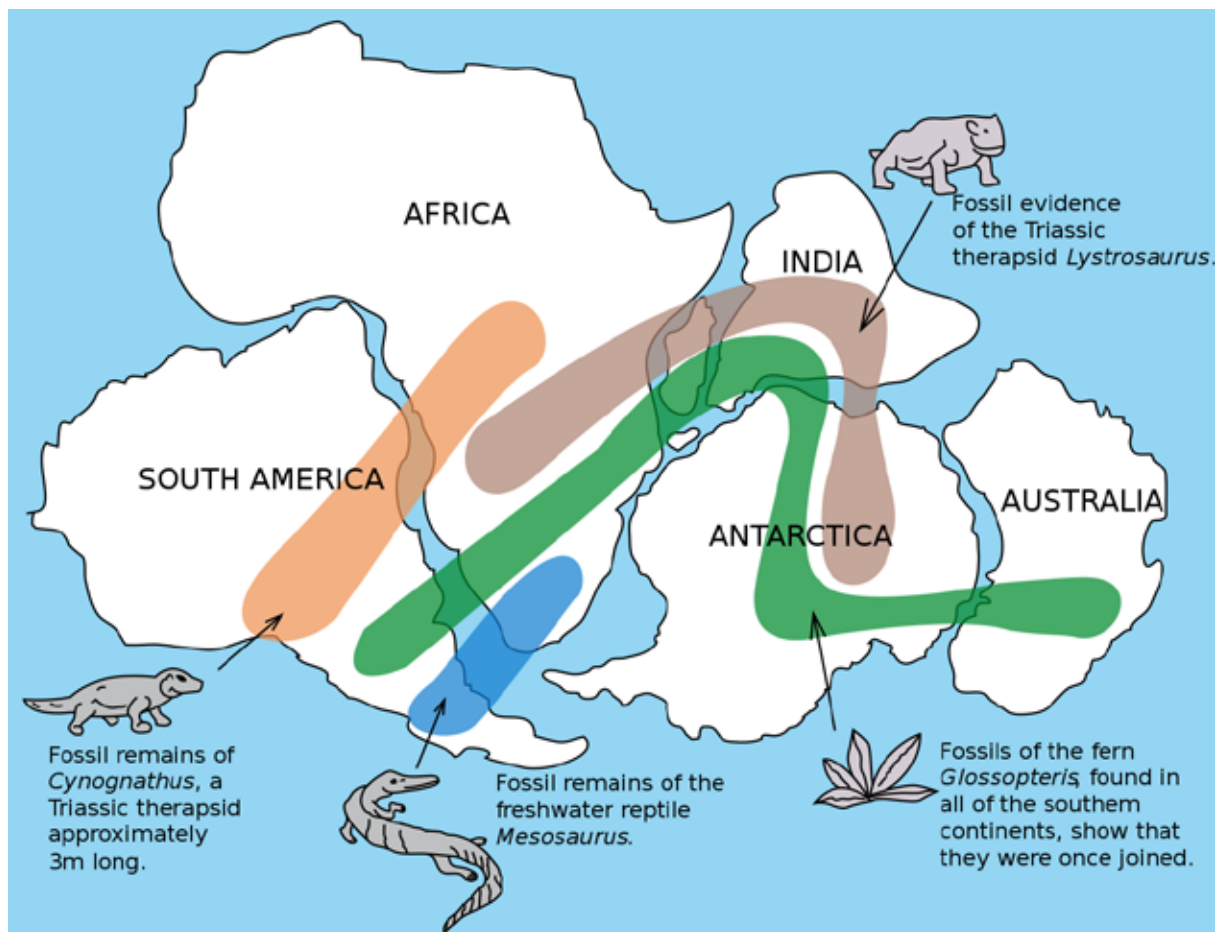 AFRICA
INDIA
Fossil evidence
of the Triassic
therapsid Lystrosaurus.
SOUTH AMERICA
ANTARCTICA
AUSTRALIA
Fossil remains of
Cynognathus, a
Triassic therapsid
approximately
3m long.
Fossil remains of the
freshwater reptile
Mesosaurus.
Fossils of the fern
Glossopteris, found in
all of the southem
continents, show that
they were once joined.